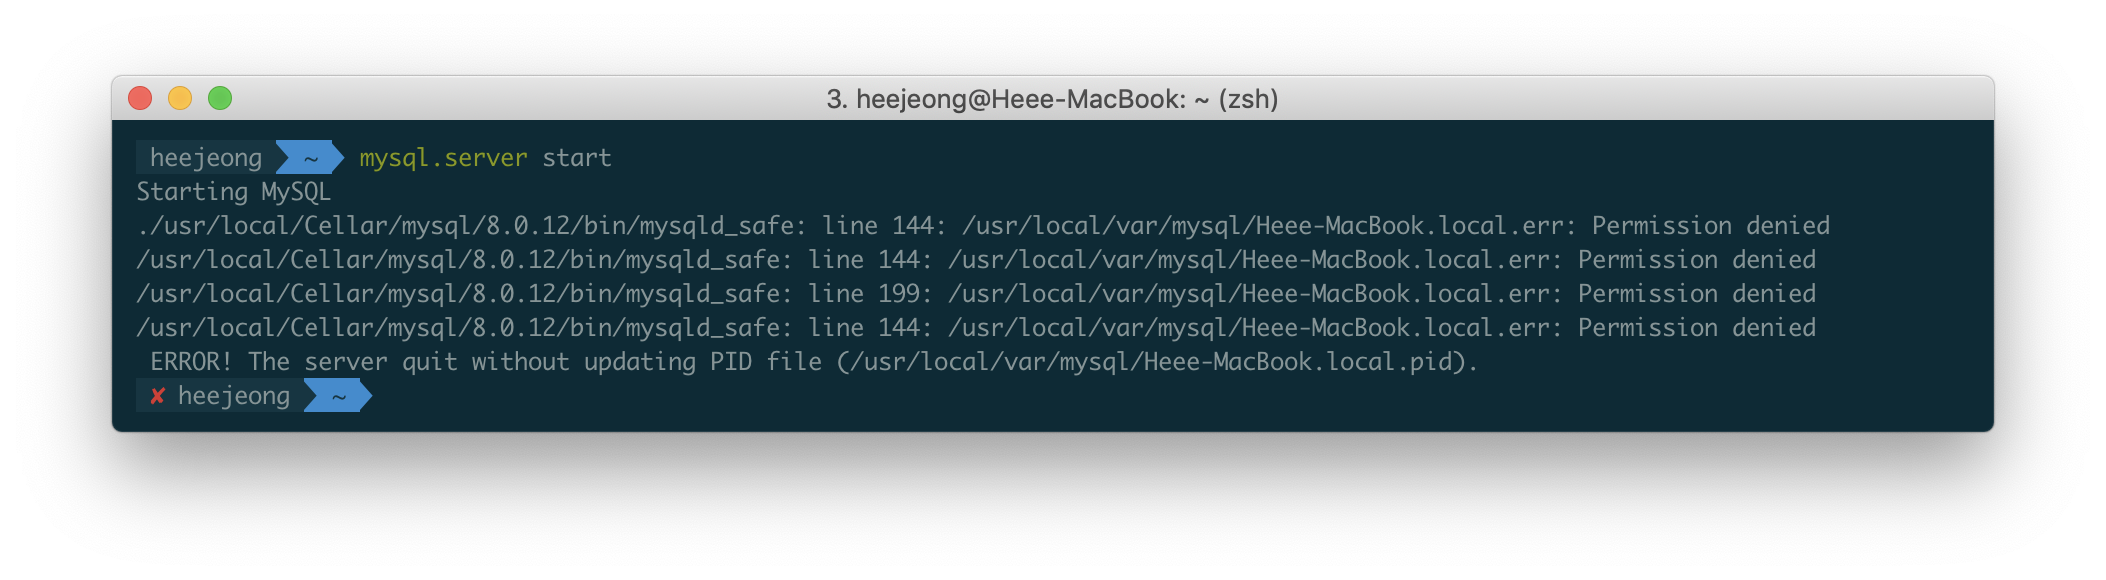 3. heejeong@Heee-MacBook: ~ (zsh)
heejeong ~ mysql.server start
Starting MySQL
./usr/local/Cellar/mysql/8.0.12/bin/mysqld_safe: line 144: /usr/local/var/mysql/Heee-MacBook.local.err: Permission denied
/usr/local/Cellar/mysql/8.0.12/bin/mysqld_safe: line 144: /usr/local/var/mysql/Heee-MacBook.local.err: Permission denied
/usr/local/Cellar/mysql/8.0.12/bin/mysqld_safe: line 199: /usr/local/var/mysql/Heee-MacBook.local.err: Permission denied
/usr/local/Cellar/mysql/8.0.12/bin/mysqld_safe: line 144: /usr/local/var/mysql/Heee-MacBook.local.err: Permission denied
ERROR! The server quit without updating PID file (/usr/local/var/mysql/Heee-MacBook.local.pid).
✘ heejeong ~